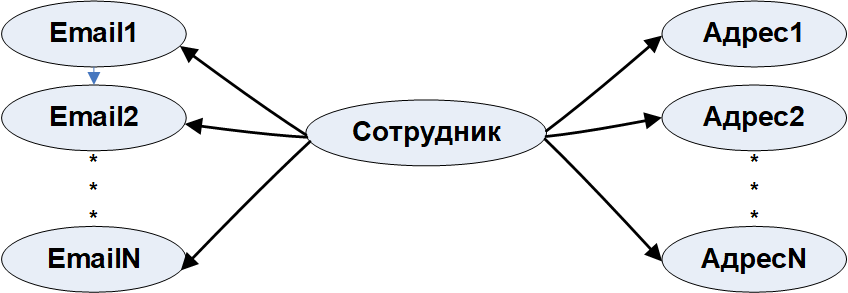 Email1
Email2
*
*
*
EmailN
Сотрудник
Адрес1
Адрес2
*
*
*
АдресN